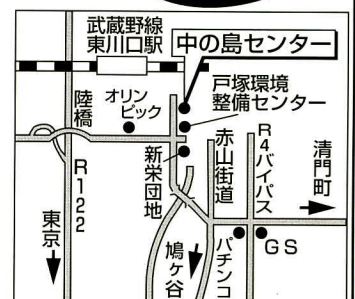 武蔵野線
東川口駅
中の島センター
オリン
ピック
戸塚環境
整備センター
陸橋
新栄団地
赤山街道
R4バイパス
清門町
R122
東京
鳩ヶ谷
パチンコ
GS